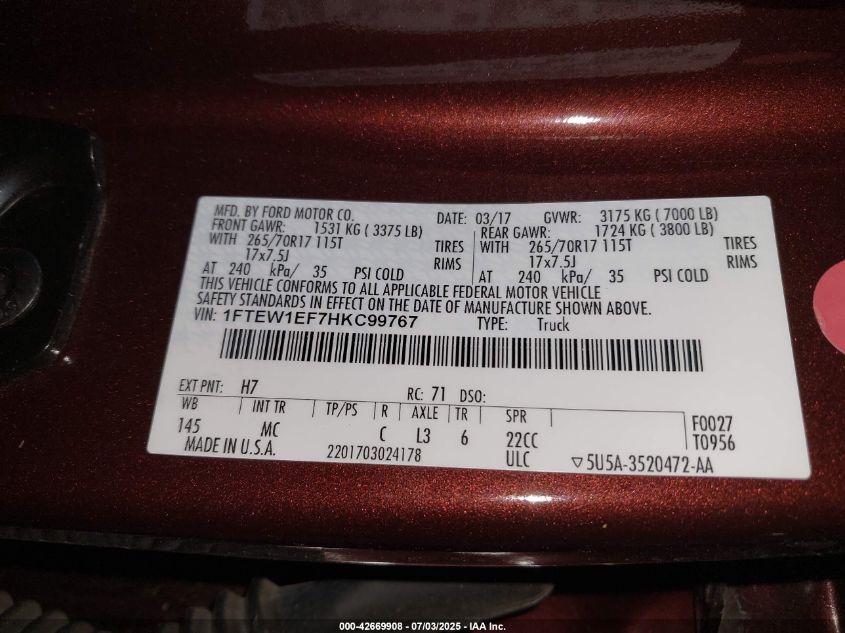 MFD. BY FORD MOTOR CO. DATE: 03/17 GVWR: 3175 KG ( 7000 LB)
FRONT GAWR: 1531 KG ( 3375 LB) REAR GAWR: 1724 KG ( 3800 LB)
WITH 265/70R17 115T TIRES WITH 265/70R17 115T TIRES
17x7.5J RIMS 17x7.5J RIMS
AT 240 kPa/ 35 PSI COLD AT 240 kPa/ 35 PSI COLD
THIS VEHICLE CONFORMS TO ALL APPLICABLE FEDERAL MOTOR VEHICLE
SAFETY STANDARDS IN EFFECT ON THE DATE OF MANUFACTURE SHOWN ABOVE.
VIN: 1FTEW1EF7HKC99767 TYPE: Truck
EXT PNT: H7 RC: 71 DSO:
WB INT TR TP/PS R AXLE TR SPR F0027
145 MC C L3 6 22CC T0956
MADE IN U.S.A. 2201703024178 ULC ▽5U5A-3520472-AA
000-42669908 - 07/03/2025 - IAA Inc.